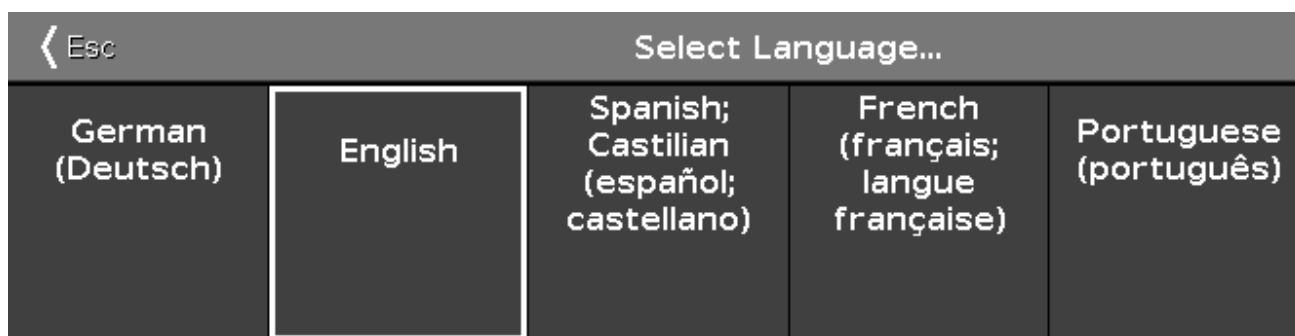 Esc
Select Language...
German
(Deutsch)
English
Spanish;
Castilian
(español;
castellano)
French
(français;
langue
française)
Portuguese
(português)